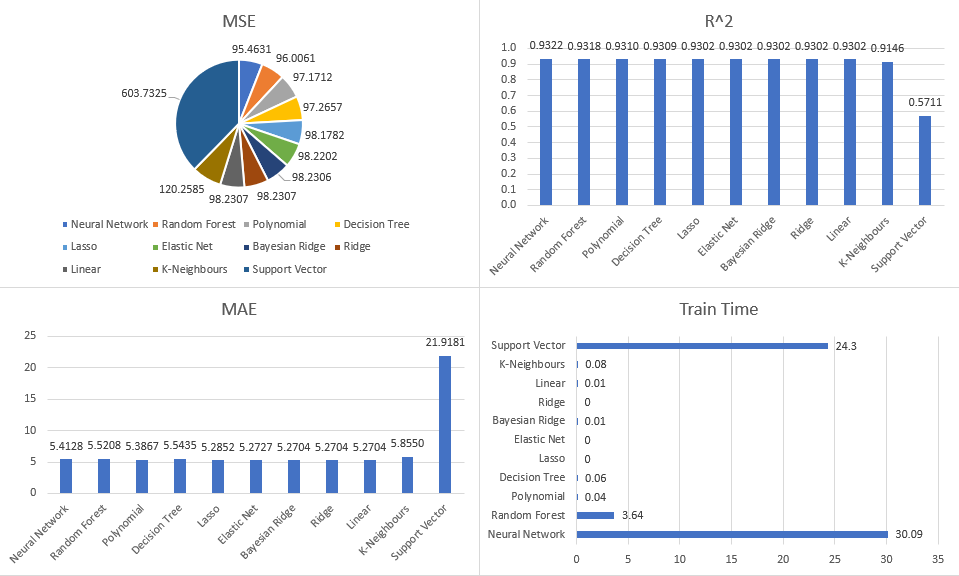 MSE
95.4631
96.0061
97.1712
97.2657
98.1782
98.2202
98.2306
98.2307
98.2307
120.2585
603.7325
Neural Network Random Forest Polynomial Decision Tree
Lasso Elastic Net Bayesian Ridge Ridge
Linear K-Neighbours Support Vector
R^2
1.0
0.9
0.8
0.7
0.6
0.5
0.4
0.3
0.2
0.1
0.0
0.9322 0.9318 0.9310 0.9309 0.9302 0.9302 0.9302 0.9302 0.9302 0.9146
0.5711
Neural Network
Random Forest
Polynomial
Decision Tree
Lasso
Elastic Net
Bayesian Ridge
Ridge
Linear
K-Neighbours
Support Vector
MAE
25
20
15
10
5
0
5.4128 5.5208 5.3867 5.5435 5.2852 5.2727 5.2704 5.2704 5.2704 5.8550
21.9181
Neural Network
Random Forest
Polynomial
Decision Tree
Lasso
Elastic Net
Bayesian Ridge
Ridge
Linear
K-Neighbours
Support Vector
Train Time
Support Vector 24.3
K-Neighbours 0.08
Linear 0.01
Ridge 0
Bayesian Ridge 0.01
Elastic Net 0
Lasso 0
Decision Tree 0.06
Polynomial 0.04
Random Forest 3.64
Neural Network 30.09
0 5 10 15 20 25 30 35